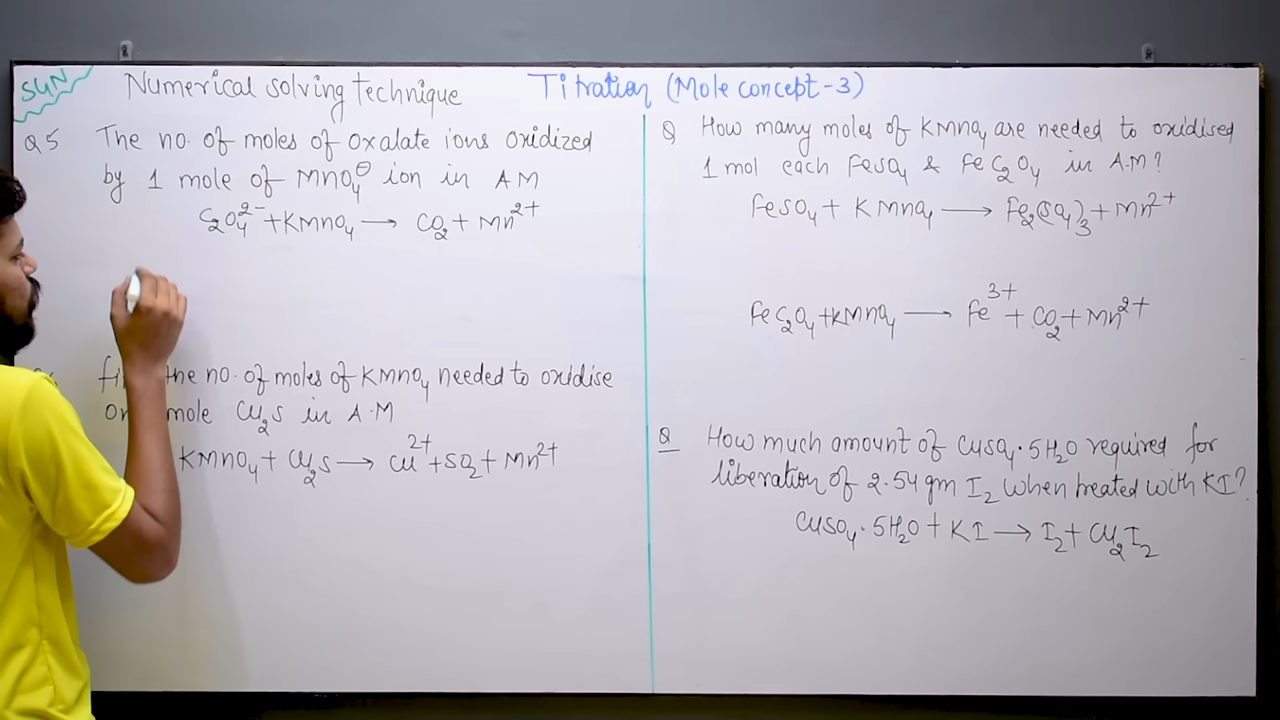 SGN
Numerical solving technique
Titration (Mole concept-3)
Q5 The no. of moles of oxalate ions oxidized
by 1 mole of MnO₄⊖ ion in AM
C₂O₄²⁻ + KMnO₄ ⟶ CO₂ + Mn²⁺
the no. of moles of KMnO₄ needed to oxidise
mole Cu₂S in A.M
KMnO₄ + Cu₂S ⟶ Cu²⁺ + SO₂ + Mn²⁺
Q How many moles of KMnO₄ are needed to oxidised
1 mol each FeSO₄ & FeC₂O₄ in A.M?
FeSO₄ + KMnO₄ ⟶ Fe₂(SO₄)₃ + Mn²⁺
FeC₂O₄ + KMnO₄ ⟶ Fe³⁺ + CO₂ + Mn²⁺
Q How much amount of CuSO₄·5H₂O required for
liberation of 2.54 gm I₂ when treated with KI?
CuSO₄·5H₂O + KI ⟶ I₂ + Cu₂I₂